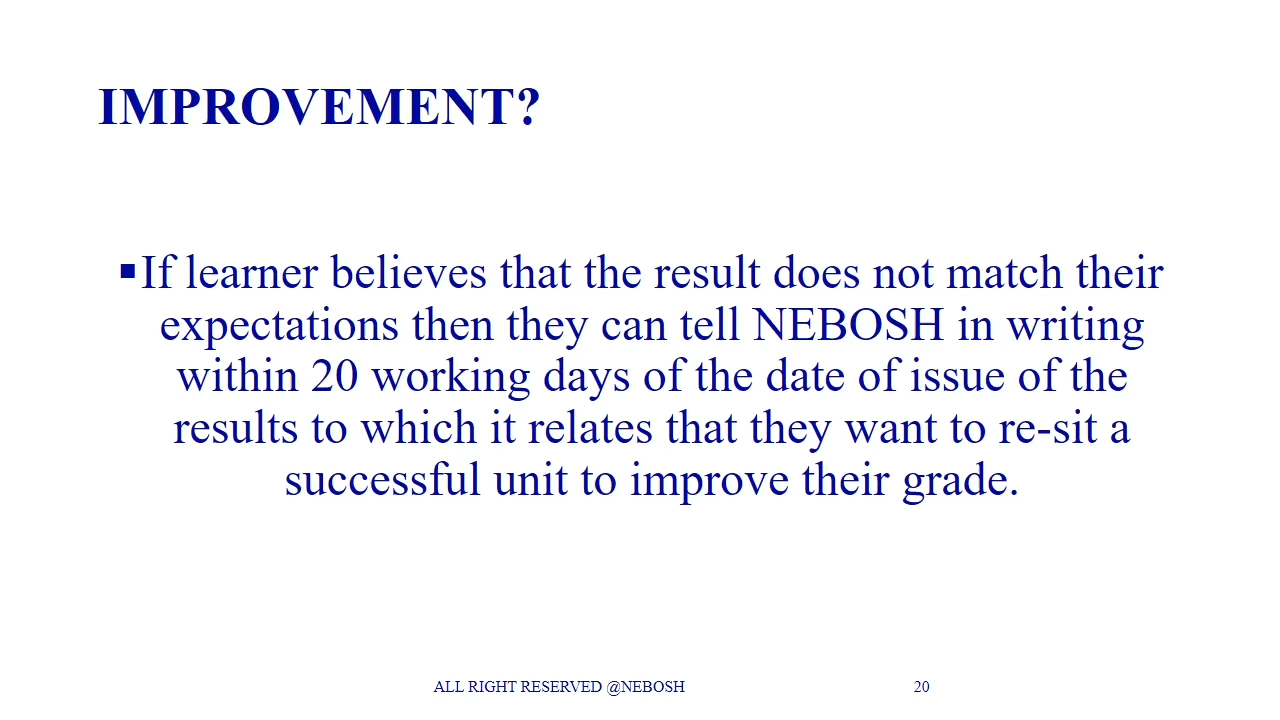 IMPROVEMENT?
▪If learner believes that the result does not match their
expectations then they can tell NEBOSH in writing
within 20 working days of the date of issue of the
results to which it relates that they want to re-sit a
successful unit to improve their grade.
ALL RIGHT RESERVED @NEBOSH 20